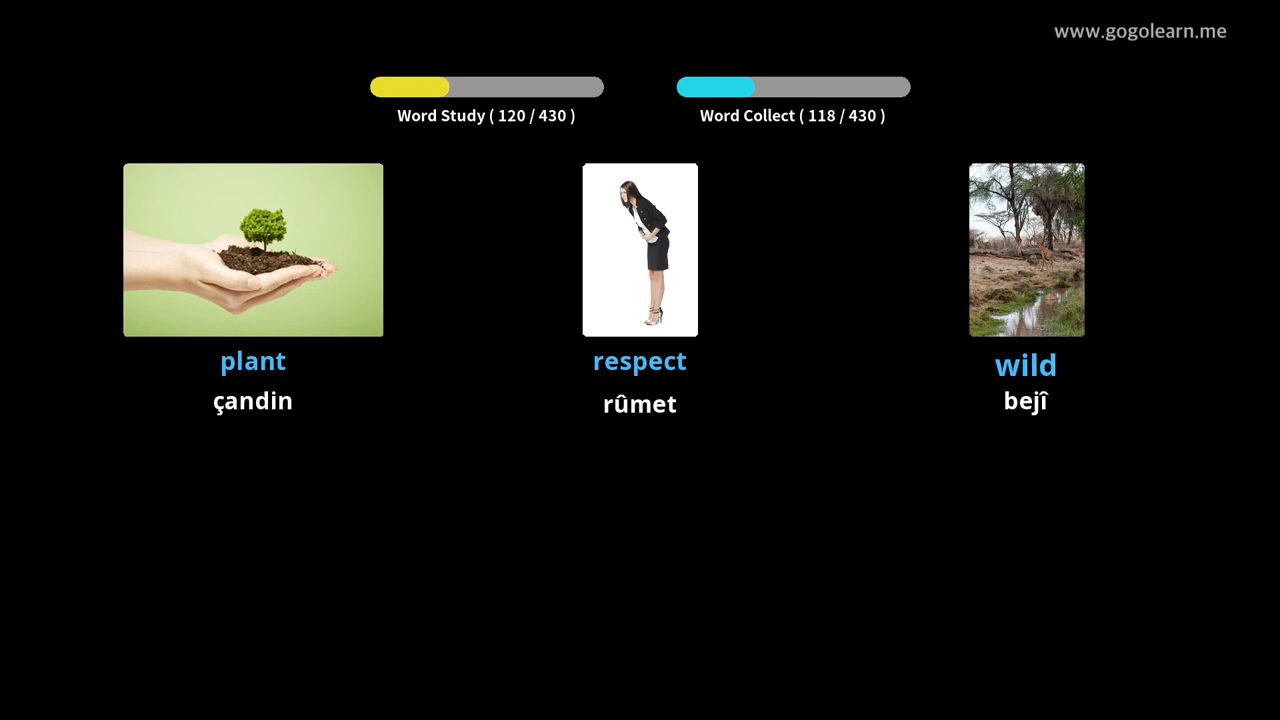 www.gogolearn.me
Word Study ( 120 / 430 )
Word Collect ( 118 / 430 )
plant
respect
wild
çandin
rûmet
bejî